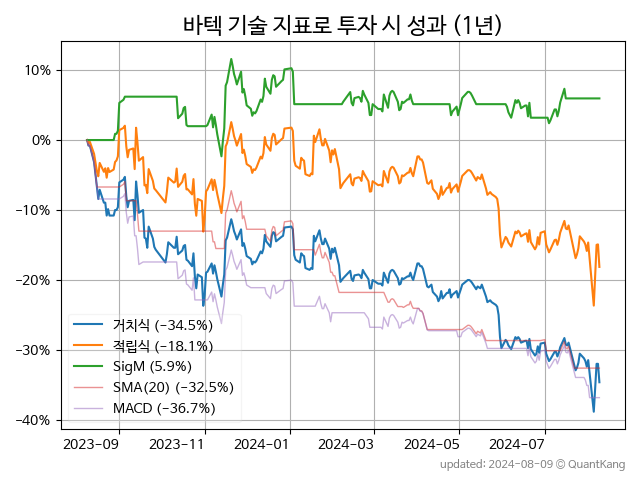 바텍 기술 지표로 투자 시 성과 (1년)
10%
0%
−10%
−20%
−30%
−40%
거치식 (−34.5%)
적립식 (−18.1%)
SigM (5.9%)
SMA(20) (−32.5%)
MACD (−36.7%)
2023−09 2023−11 2024−01 2024−03 2024−05 2024−07
updated: 2024−08−09 © QuantKang